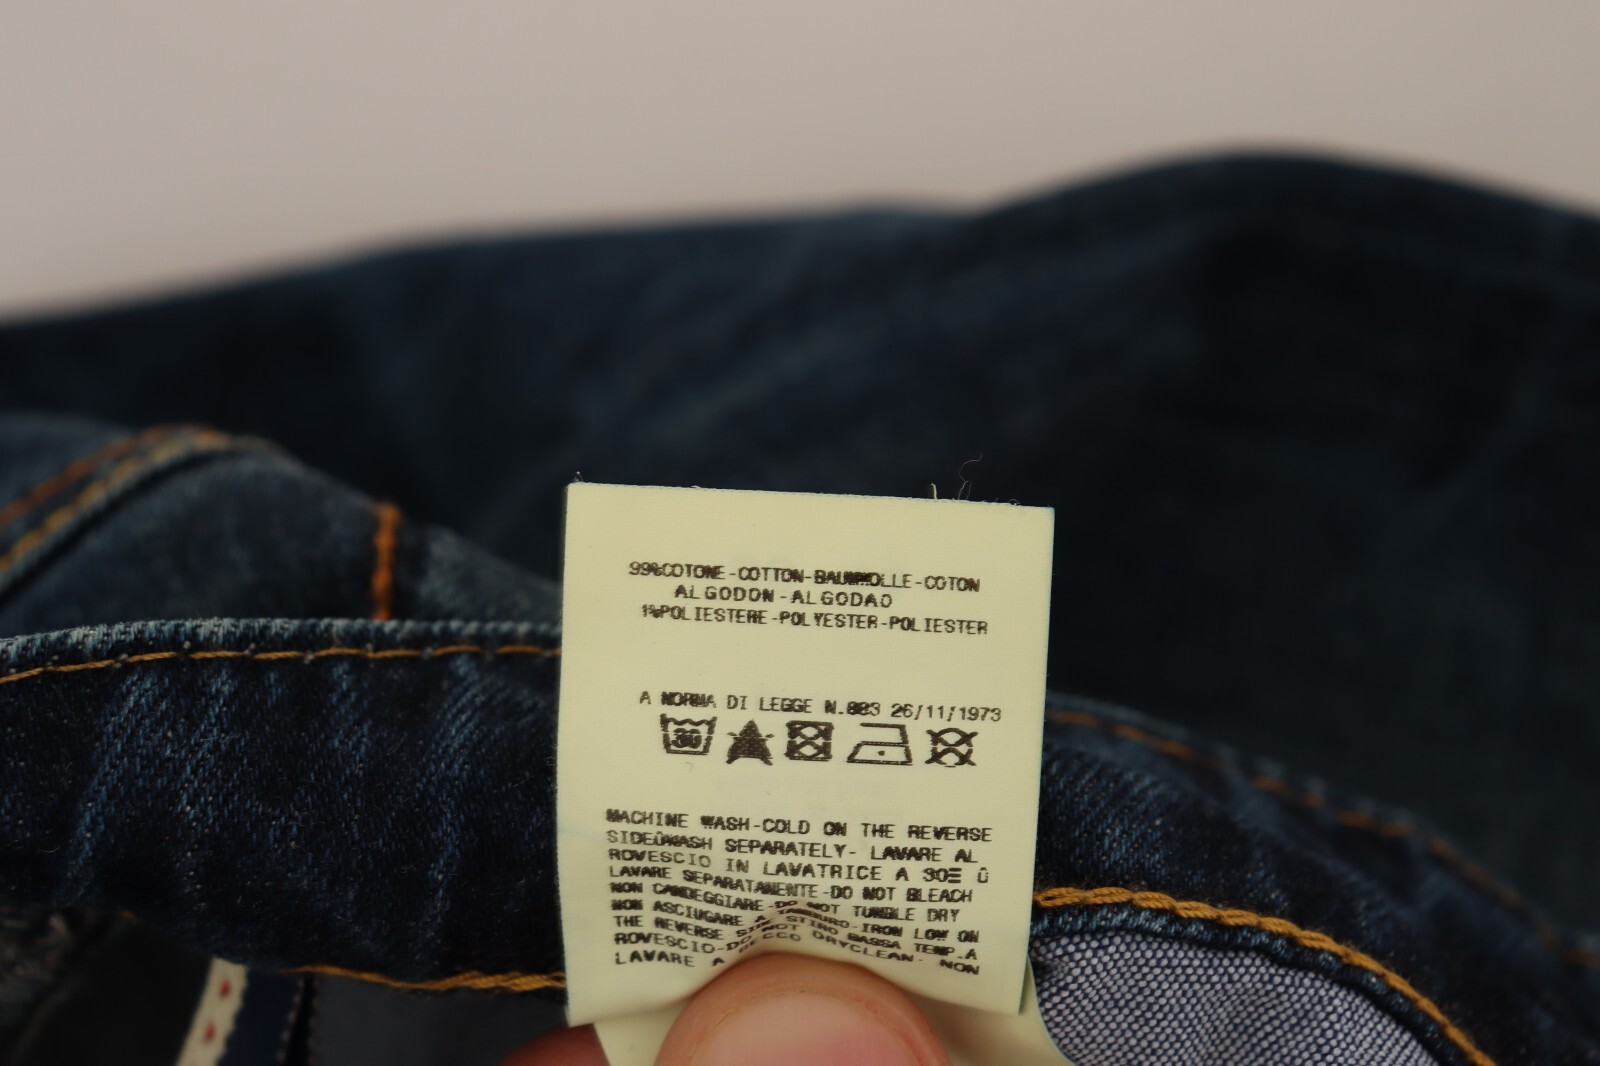 99%COTONE-COTTON-BAUMWOLLE-COTON
ALGODON-ALGODAO
1%POLIESTERE-POLYESTER-POLIESTER
A NORMA DI LEGGE N.883 26/11/1973
30
MACHINE WASH-COLD ON THE REVERSE
SIDEÛWASH SEPARATELY- LAVARE AL
ROVESCIO IN LAVATRICE A 30Ξ Û
LAVARE SEPARATAMENTE-DO NOT BLEACH
NON CANDEGGIARE-DO NOT TUMBLE DRY
NON ASCIUGARE A TAMBURO-IRON LOW ON
THE REVERSE SIDE STIRO BASSA TEMP.A
ROVESCIO-DO NOT DRYCLEAN- NON
LAVARE A SECCO